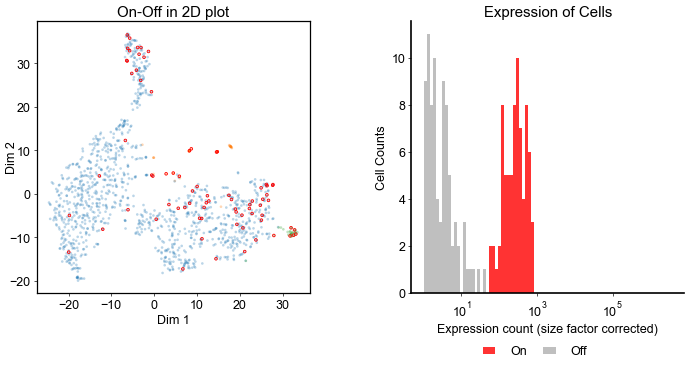 On-Off in 2D plot
Dim 2
30
20
10
0
−10
−20
−20 −10 0 10 20 30
Dim 1
Expression of Cells
Cell Counts
10
8
6
4
2
0
10^1 10^3 10^5
Expression count (size factor corrected)
On Off